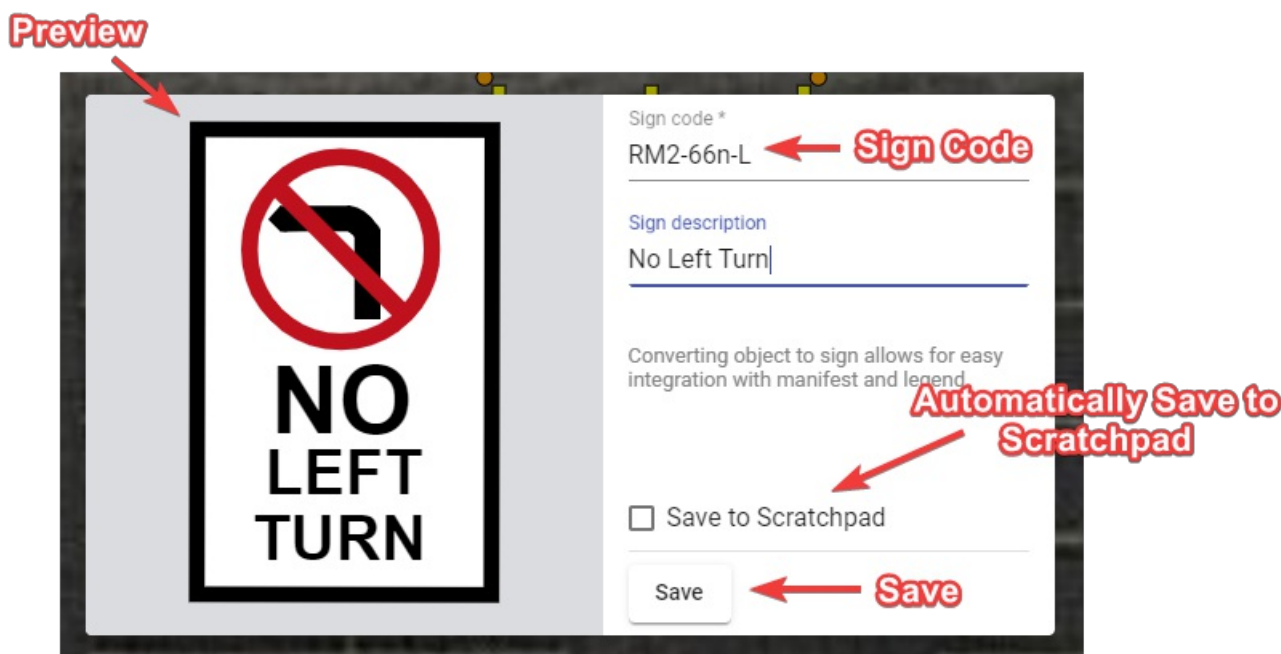 Preview
NO
LEFT
TURN
Sign code *
RM2-66n-L
Sign Code
Sign description
No Left Turn
Converting object to sign allows for easy
integration with manifest and legend
Automatically Save to
Scratchpad
Save to Scratchpad
Save
Save